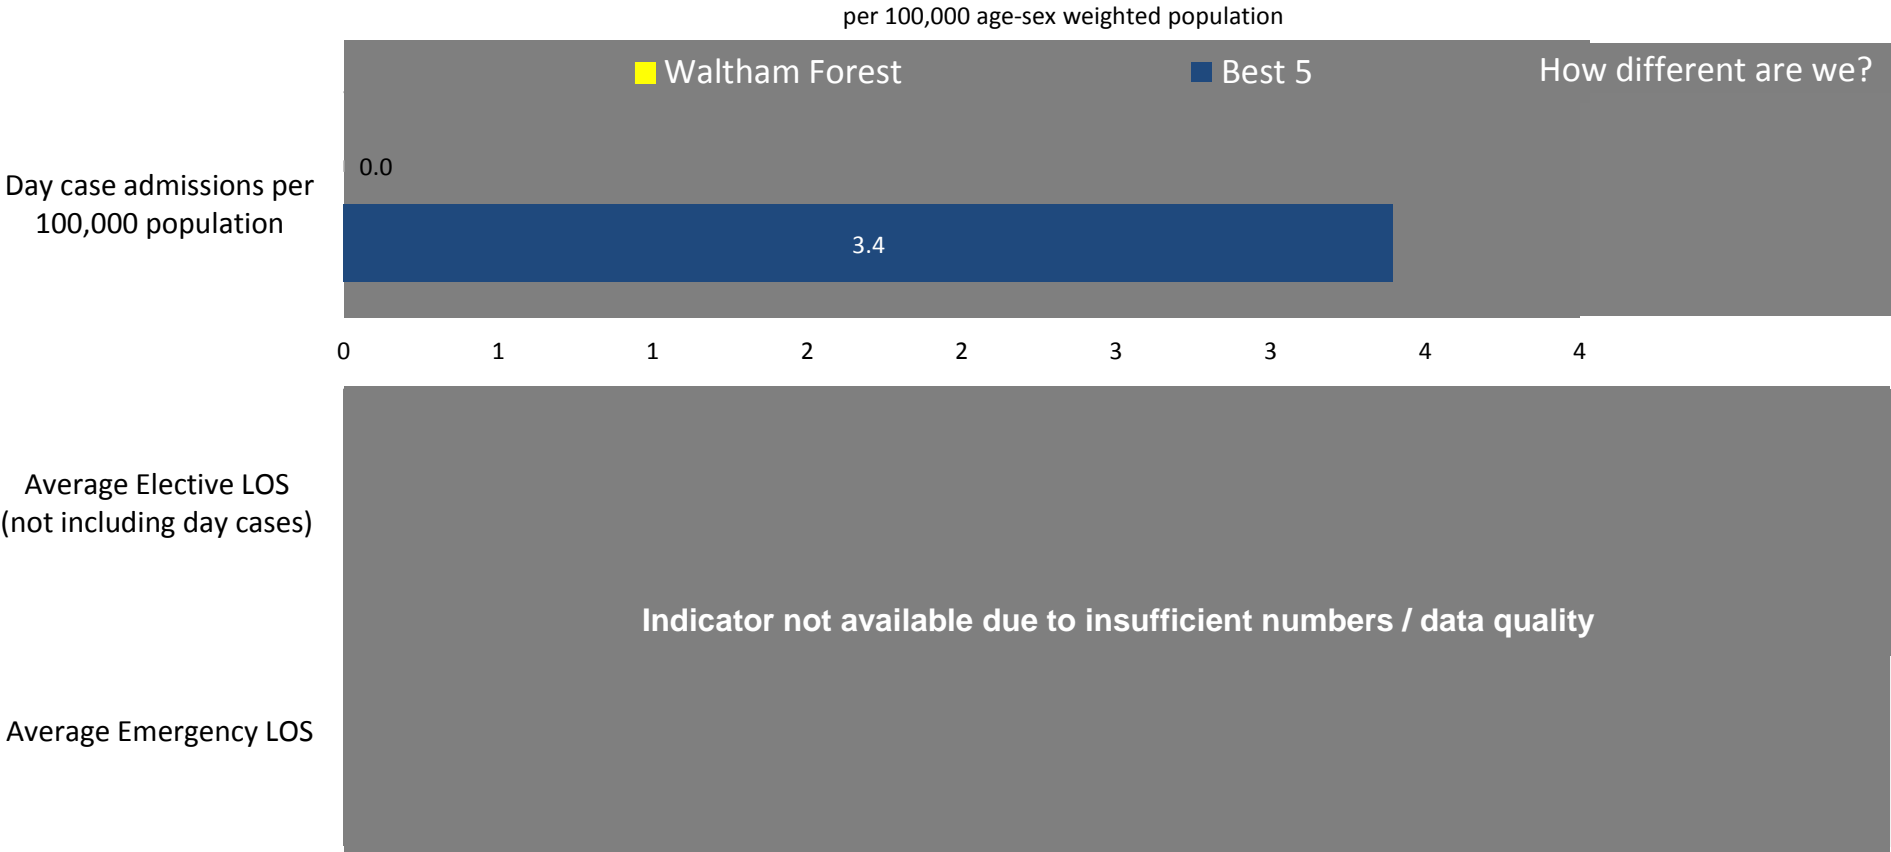 per 100,000 age-sex weighted population
Waltham Forest
Best 5
How different are we?
Day case admissions per
100,000 population
0.0
3.4
0 1 1 2 2 3 3 4 4
Average Elective LOS
(not including day cases)
Indicator not available due to insufficient numbers / data quality
Average Emergency LOS